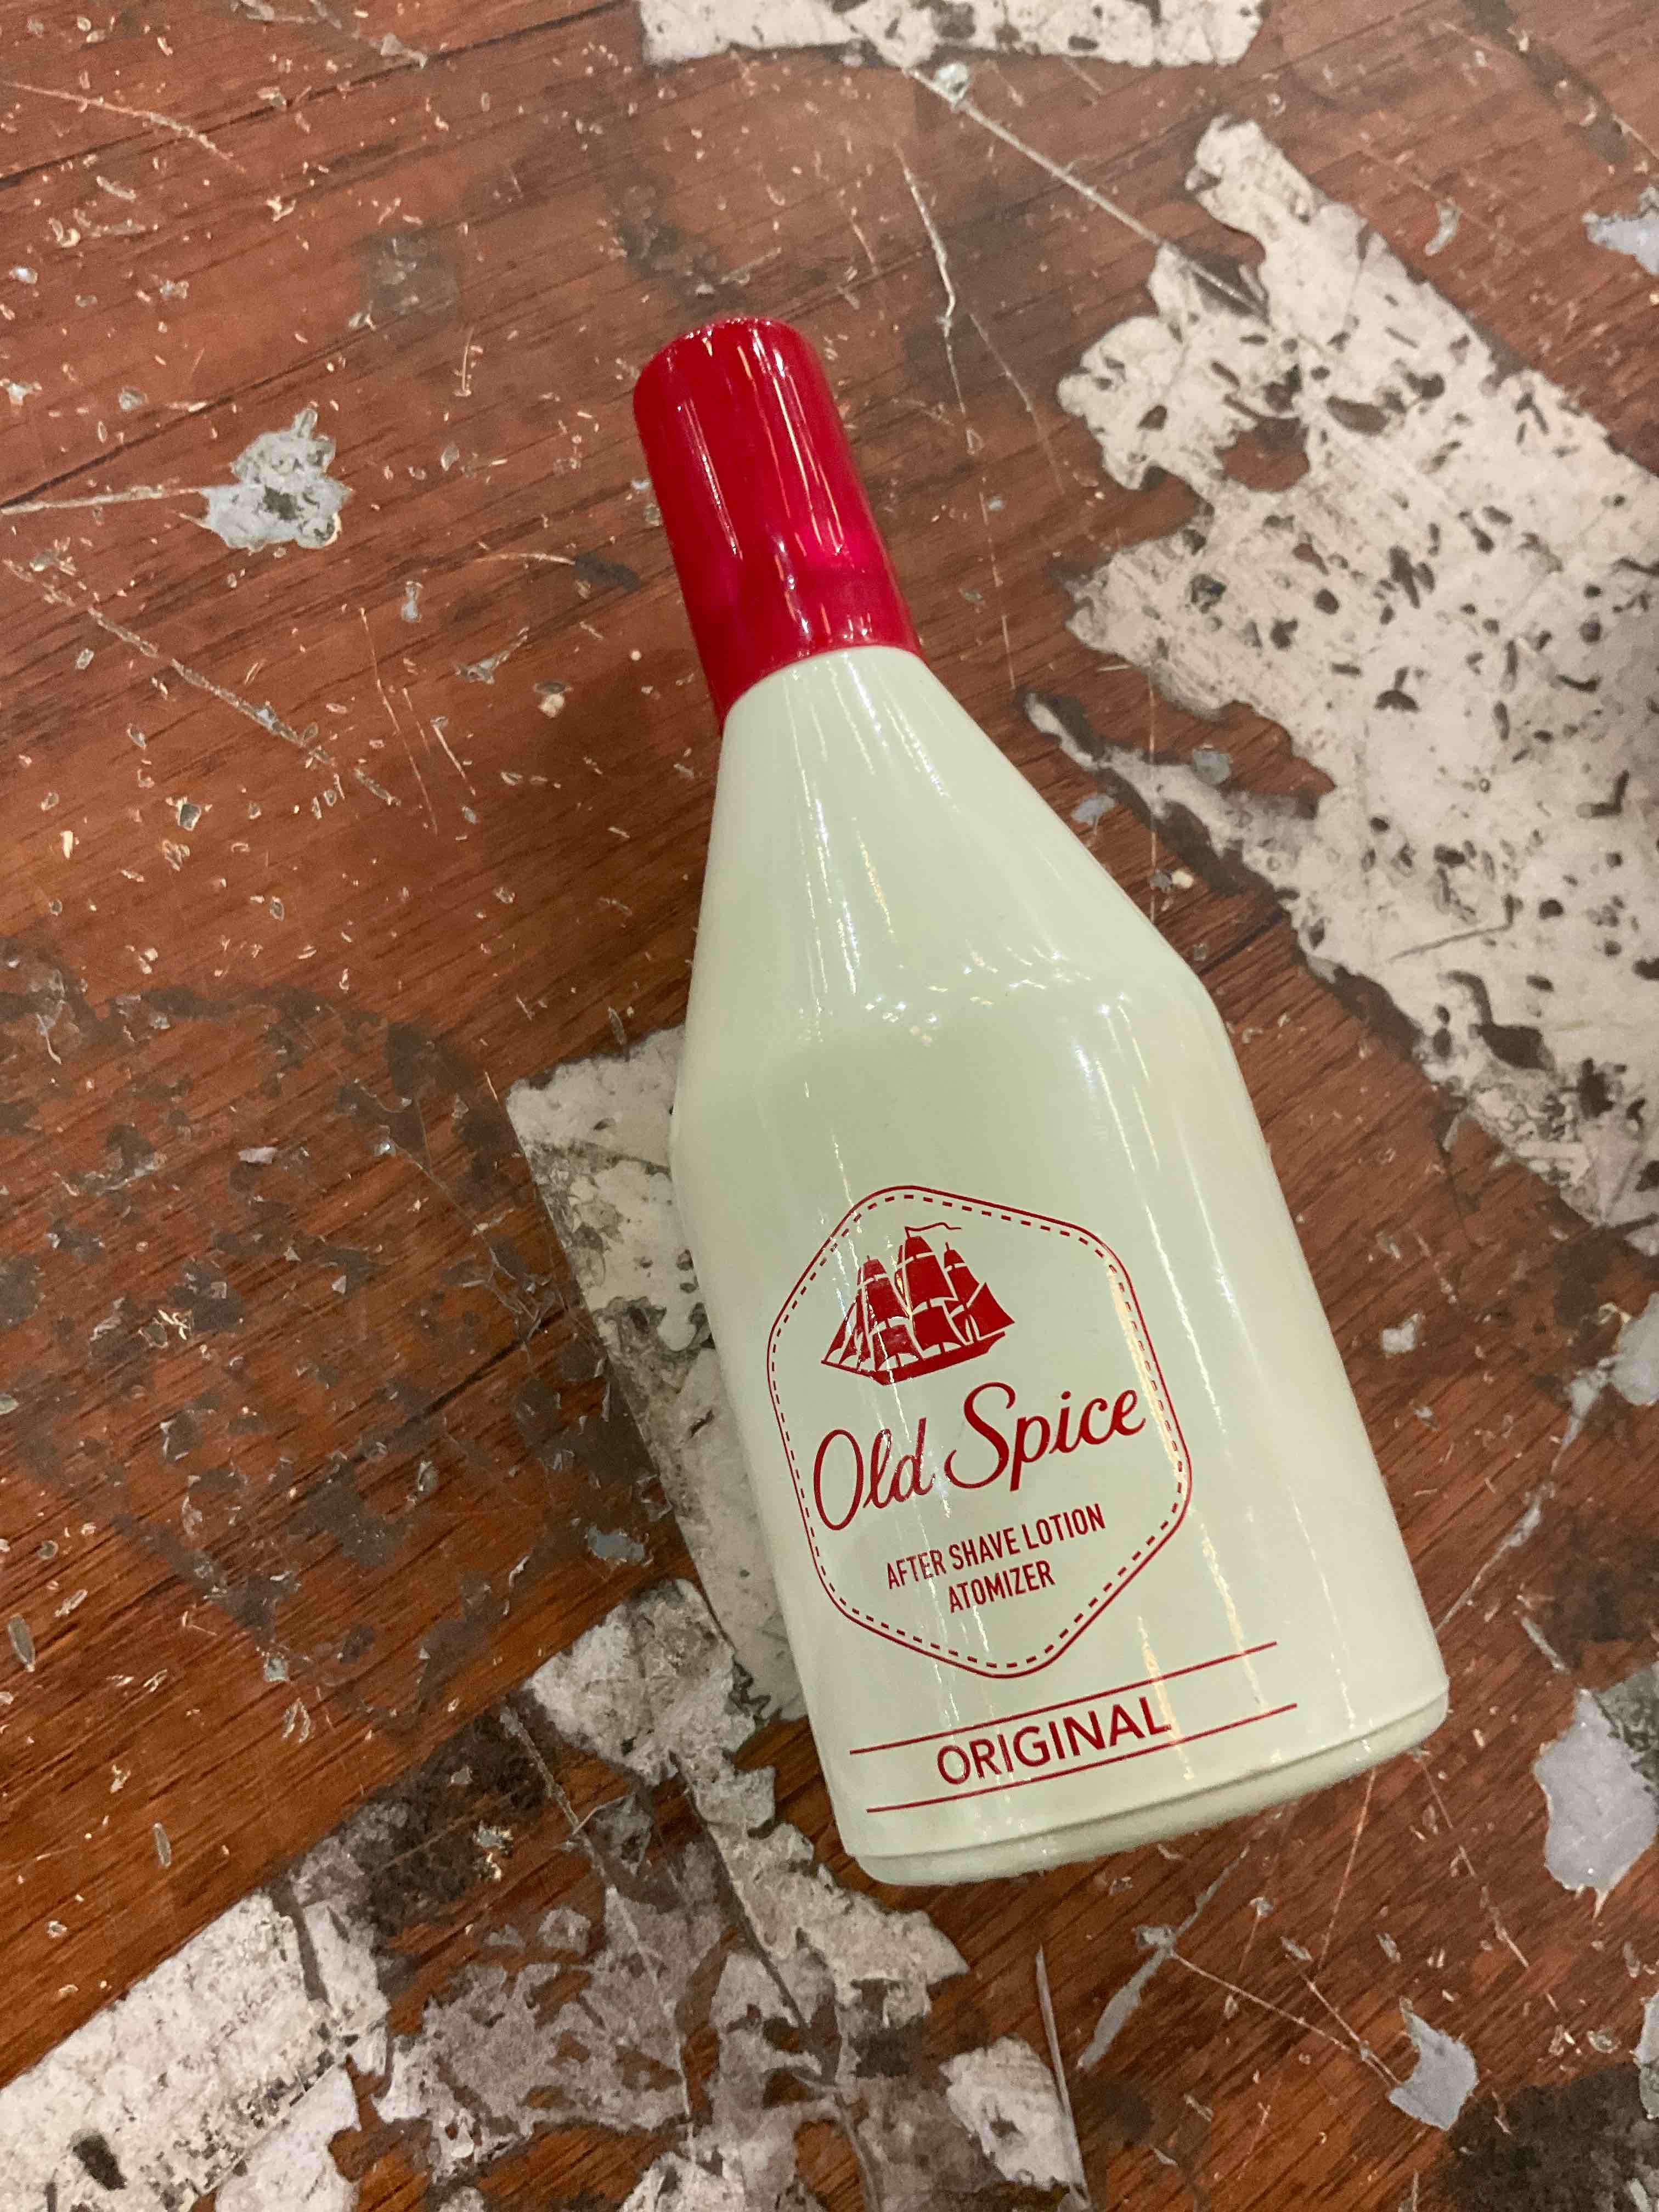 Old Spice
AFTER SHAVE LOTION
ATOMIZER
ORIGINAL